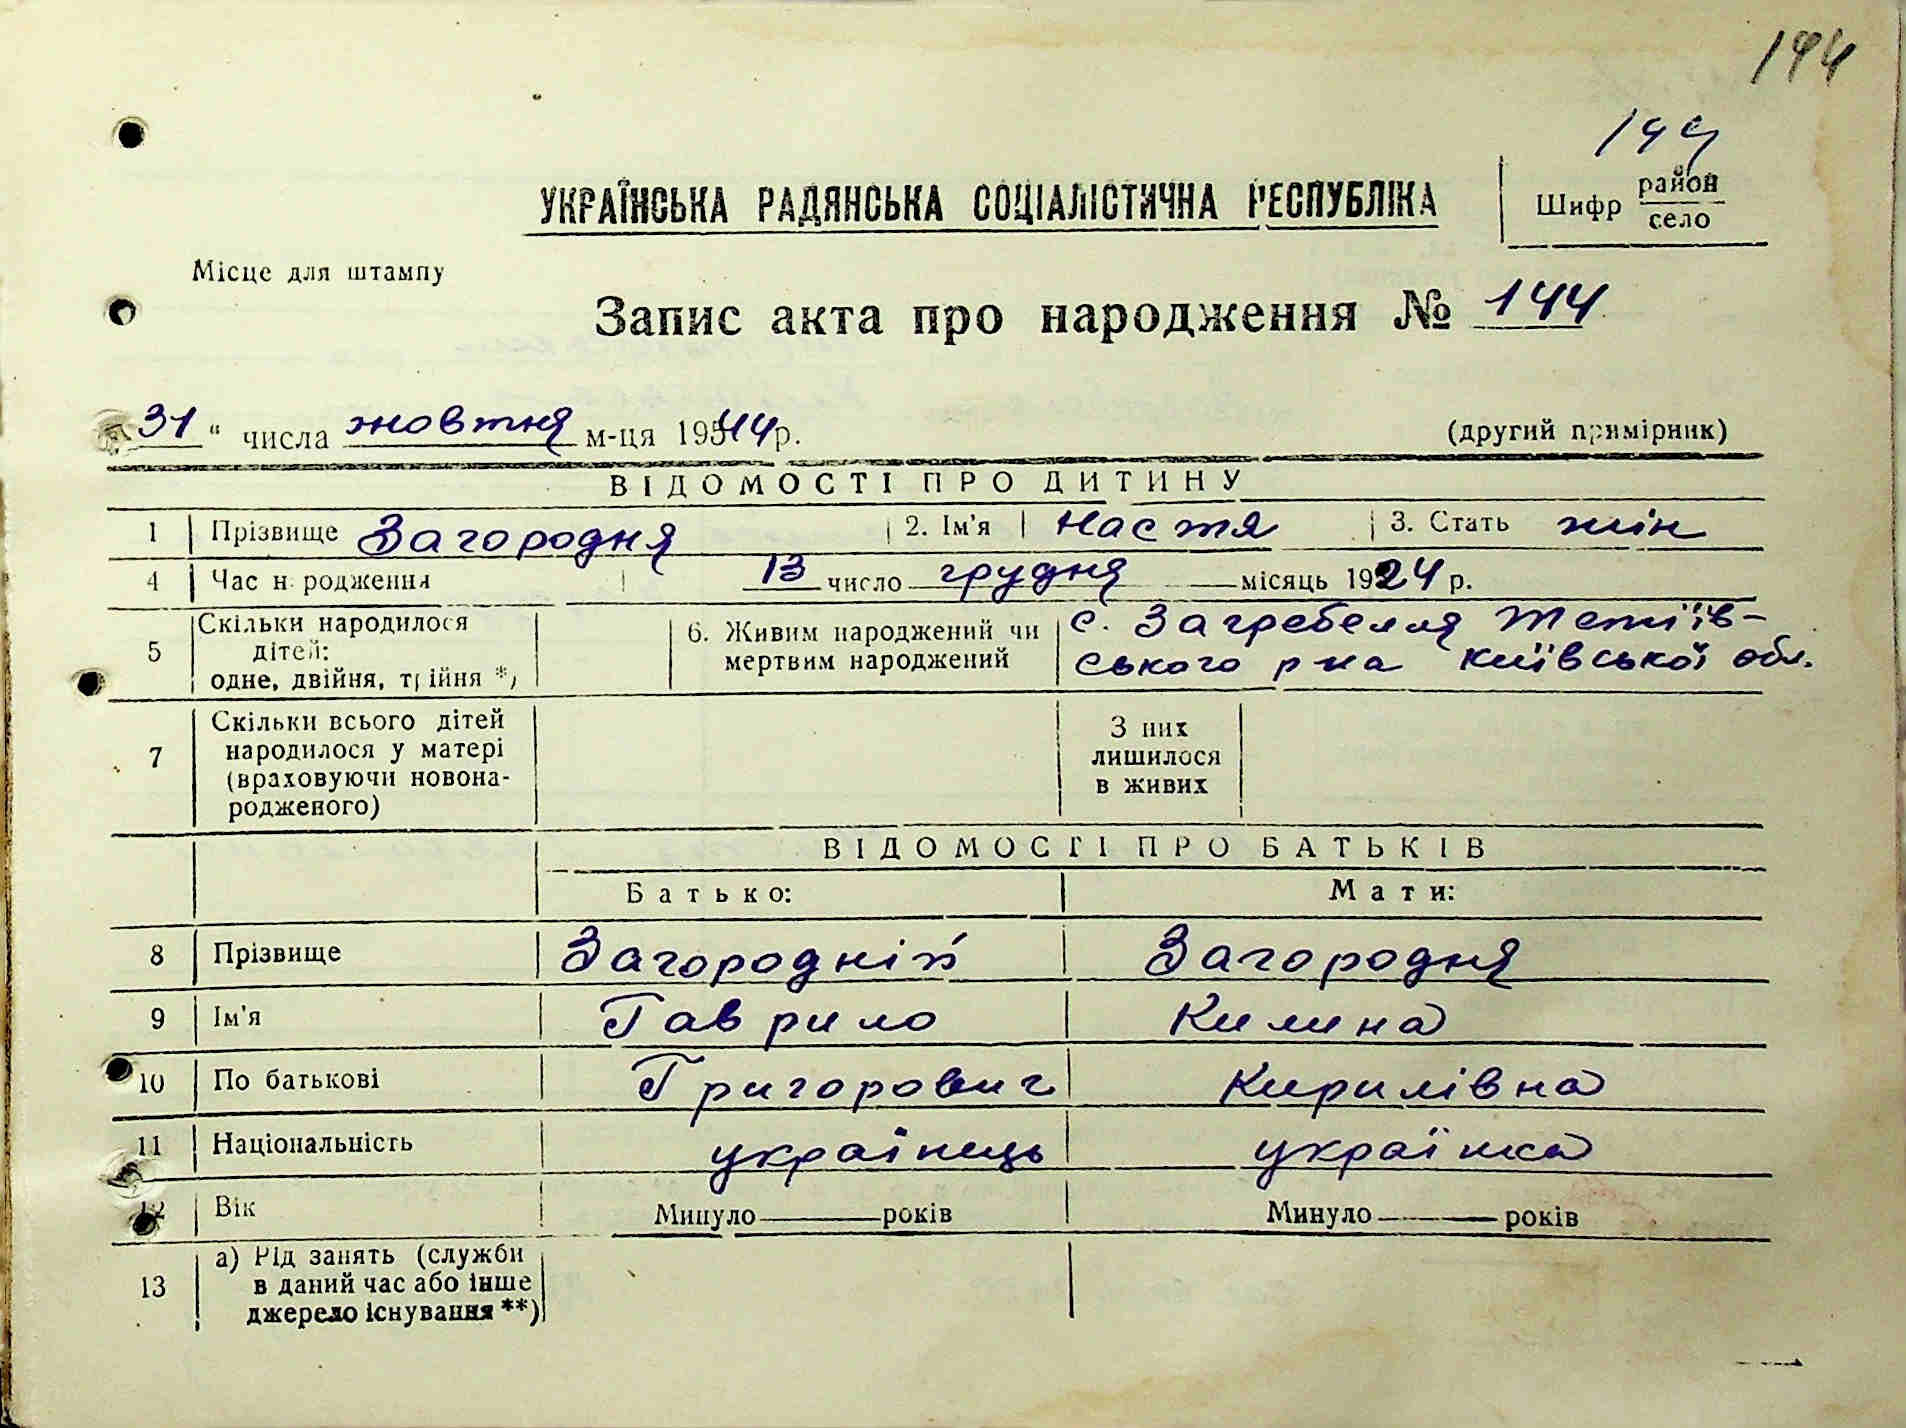 144
144
УКРАЇНСЬКА РАДЯНСЬКА СОЦІАЛІСТИЧНА РЕСПУБЛІКА
Шифр район
село
Місце для штампу
Запис акта про народження № 144
„31“ числа жовтня м-ця 1944 р.
(другий примірник)
ВІДОМОСТІ ПРО ДИТИНУ
1 Прізвище Загородня 2. Ім'я Настя 3. Стать жін
4 Час народження 13 число грудня місяць 1924 р.
5 Скільки народилося дітей: одне, двійня, трійня *)
6. Живим народжений чи мертвим народжений
с. Загребелля Тетіїв-
ського р-на Київської обл.
7 Скільки всього дітей народилося у матері (враховуючи новонародженого)
З них лишилося в живих
ВІДОМОСТІ ПРО БАТЬКІВ
Батько: Мати:
8 Прізвище Загородній Загородня
9 Ім'я Гаврило Килина
10 По батькові Григорович Кирилівна
11 Національність українець українка
12 Вік Минуло років Минуло років
13 а) Рід занять (служби
в даний час або інше
джерело існування **)